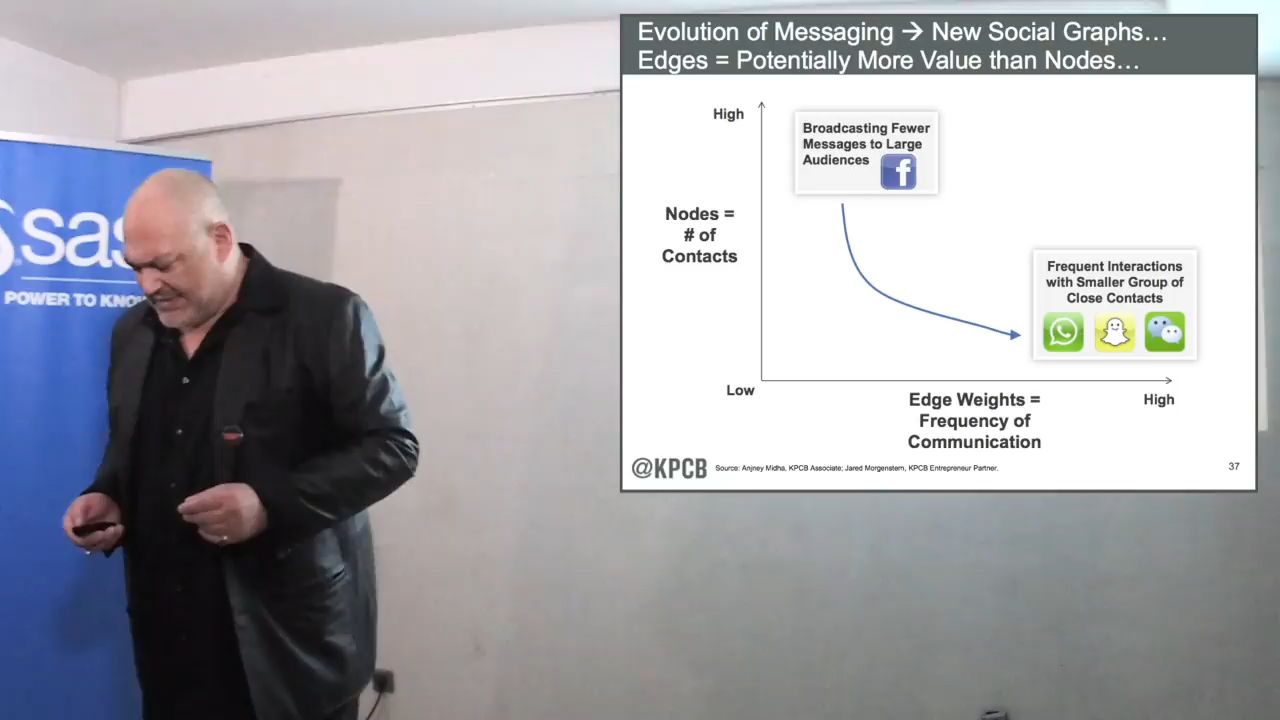 sas
POWER TO KNO
Evolution of Messaging → New Social Graphs…
Edges = Potentially More Value than Nodes…
High
Broadcasting Fewer
Messages to Large
Audiences
f
Nodes =
# of
Contacts
Frequent Interactions
with Smaller Group of
Close Contacts
Low
Edge Weights =
Frequency of
Communication
High
@KPCB
Source: Anjney Midha, KPCB Associate; Jared Morgenstern, KPCB Entrepreneur Partner.
37